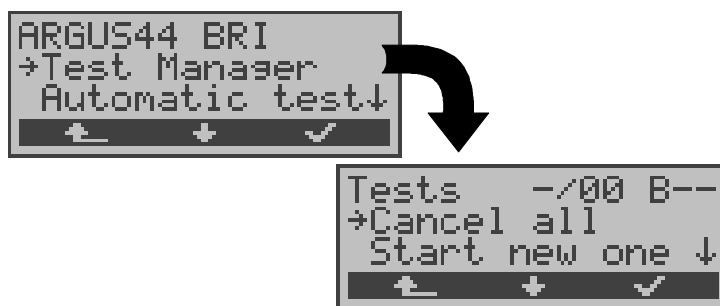 ARGUS44 BRI
→Test Manager
Automatic test↓
Tests -/00 B--
→Cancel all
Start new one ↓